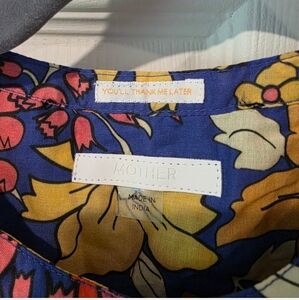 YOU'LL THANK ME LATER
MOTHER
MADE IN
INDIA